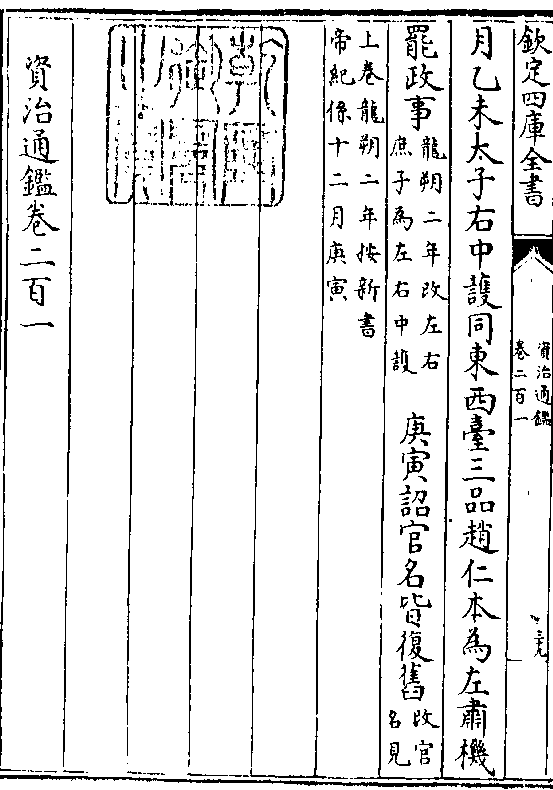 欽定四庫全書
資治通鑑
卷二百一
月乙未太子右中護同東西臺三品趙仁本為左肅機
罷政事龍朔二年改左右
庶子為左右中護庚寅詔官名皆復舊改官
名見
上卷龍朔二年按新書
帝紀係十二月庚寅
資治通鑑卷二百一